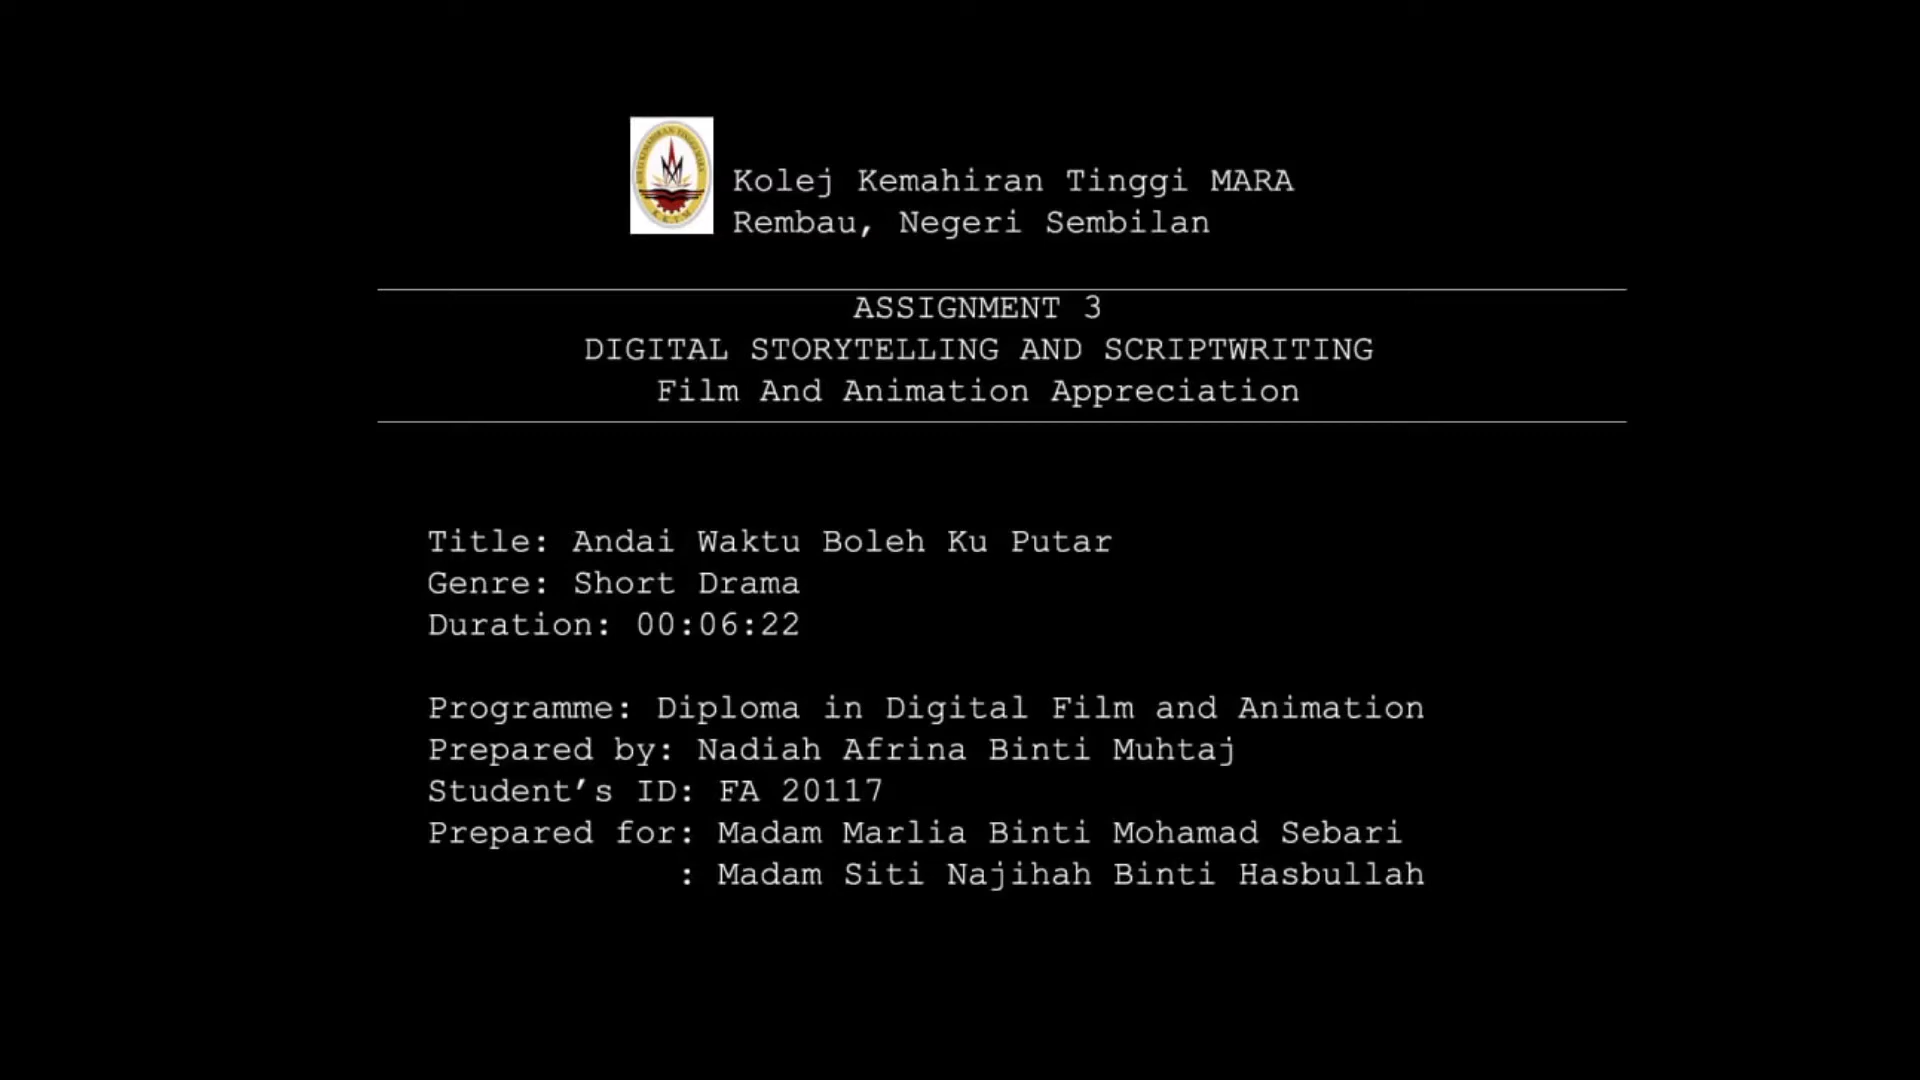 Kolej Kemahiran Tinggi MARA
Rembau, Negeri Sembilan
ASSIGNMENT 3
DIGITAL STORYTELLING AND SCRIPTWRITING
Film And Animation Appreciation
Title: Andai Waktu Boleh Ku Putar
Genre: Short Drama
Duration: 00:06:22
Programme: Diploma in Digital Film and Animation
Prepared by: Nadiah Afrina Binti Muhtaj
Student’s ID: FA 20117
Prepared for: Madam Marlia Binti Mohamad Sebari
: Madam Siti Najihah Binti Hasbullah